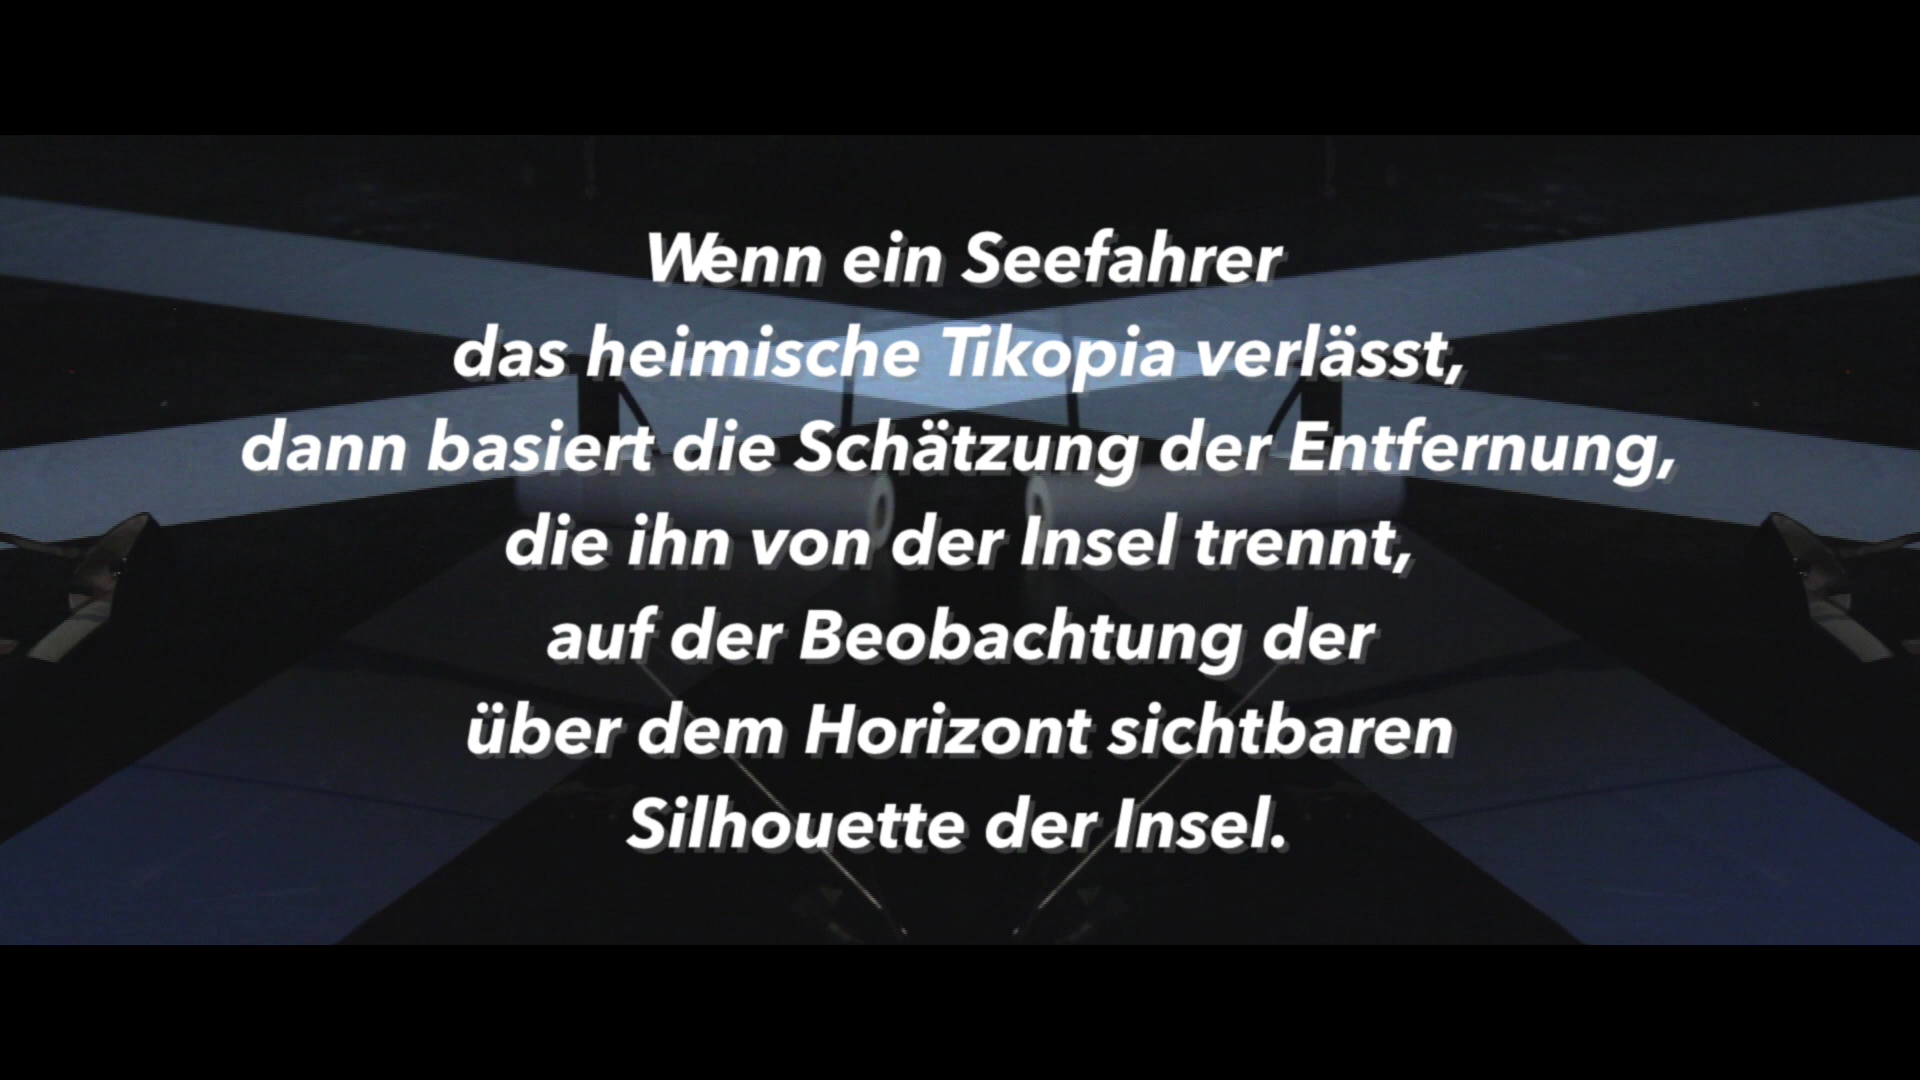 Wenn ein Seefahrer
das heimische Tikopia verlässt,
dann basiert die Schätzung der Entfernung,
die ihn von der Insel trennt,
auf der Beobachtung der
über dem Horizont sichtbaren
Silhouette der Insel.